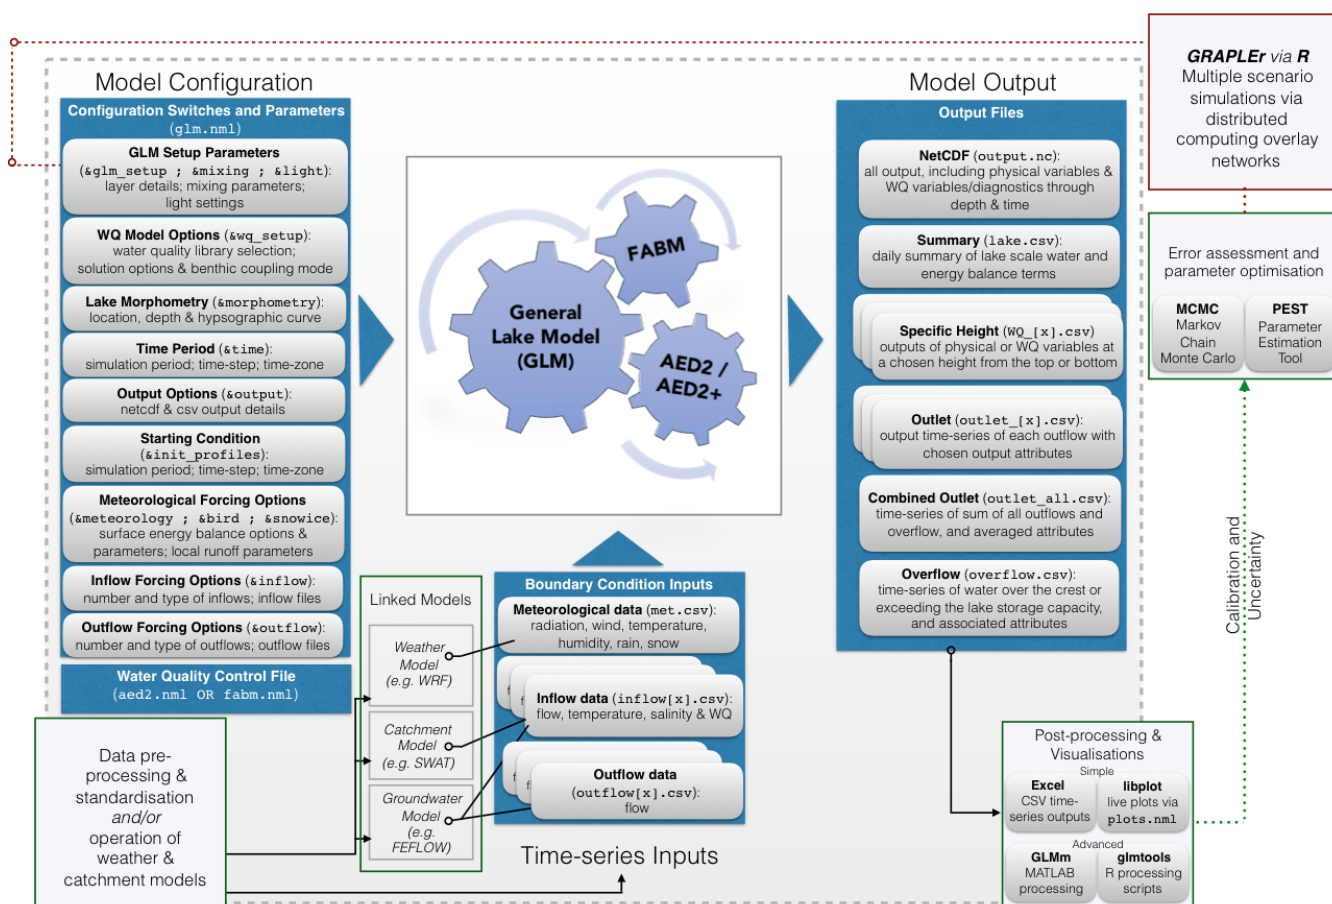 Model Configuration
Configuration Switches and Parameters
(glm.nml)
GLM Setup Parameters
(&glm_setup ; &mixing ; &light):
layer details; mixing parameters;
light settings
WQ Model Options (&wq_setup):
water quality library selection;
solution options & benthic coupling mode
Lake Morphometry (&morphometry):
location, depth & hypsographic curve
Time Period (&time):
simulation period; time-step; time-zone
Output Options (&output):
netcdf & csv output details
Starting Condition
(&init_profiles):
simulation period; time-step; time-zone
Meteorological Forcing Options
(&meteorology ; &bird ; &snowice):
surface energy balance options &
parameters; local runoff parameters
Inflow Forcing Options (&inflow):
number and type of inflows; inflow files
Outflow Forcing Options (&outflow):
number and type of outflows; outflow files
Water Quality Control File
(aed2.nml OR fabm.nml)
Data pre-
processing &
standardisation
and/or
operation of
weather &
catchment models
General
Lake Model
(GLM)
FABM
AED2 /
AED2+
Linked Models
Weather
Model
(e.g. WRF)
Catchment
Model
(e.g. SWAT)
Groundwater
Model
(e.g.
FEFLOW)
Boundary Condition Inputs
Meteorological data (met.csv):
radiation, wind, temperature,
humidity, rain, snow
Inflow data (inflow[x].csv):
flow, temperature, salinity & WQ
Outflow data
(outflow[x].csv):
flow
Time-series Inputs
Model Output
Output Files
NetCDF (output.nc):
all output, including physical variables &
WQ variables/diagnostics through
depth & time
Summary (lake.csv):
daily summary of lake scale water and
energy balance terms
Specific Height (WQ_[x].csv):
outputs of physical or WQ variables at
a chosen height from the top or bottom
Outlet (outlet_[x].csv):
output time-series of each outflow with
chosen output attributes
Combined Outlet (outlet_all.csv):
time-series of sum of all outflows and
overflow, and averaged attributes
Overflow (overflow.csv):
time-series of water over the crest or
exceeding the lake storage capacity,
and associated attributes
GRAPLEr via R
Multiple scenario
simulations via
distributed
computing overlay
networks
Error assessment and
parameter optimisation
MCMC
Markov
Chain
Monte Carlo
PEST
Parameter
Estimation
Tool
Calibration and
Uncertainty
Post-processing &
Visualisations
Simple
Excel
CSV time-
series outputs
libplot
live plots via
plots.nml
Advanced
GLMm
MATLAB
processing
glmtools
R processing
scripts